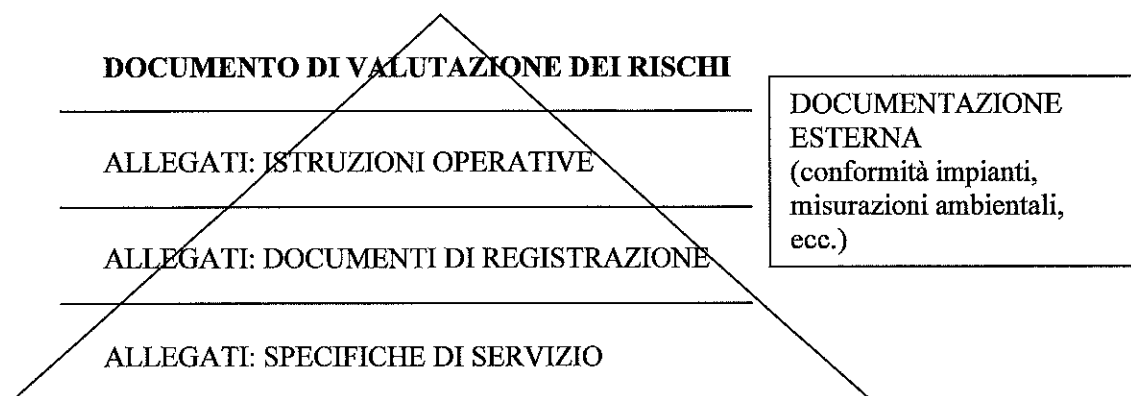 DOCUMENTO DI VALUTAZIONE DEI RISCHI
ALLEGATI: ISTRUZIONI OPERATIVE
ALLEGATI: DOCUMENTI DI REGISTRAZIONE
ALLEGATI: SPECIFICHE DI SERVIZIO
DOCUMENTAZIONE
ESTERNA
(conformità impianti,
misurazioni ambientali,
ecc.)